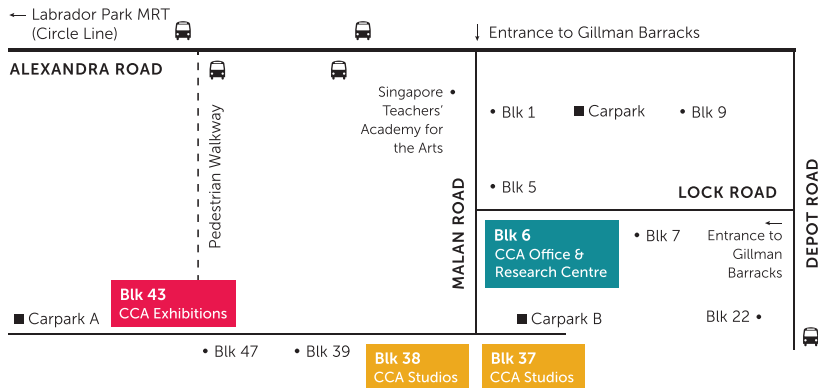 ← Labrador Park MRT
(Circle Line)
Entrance to Gillman Barracks
ALEXANDRA ROAD
Singapore
Teachers’
Academy for
the Arts
Pedestrian Walkway
MALAN ROAD
Blk 1
Carpark
Blk 9
Blk 5
LOCK ROAD
DEPOT ROAD
Blk 6
CCA Office &
Research Centre
Blk 7
Entrance to
Gillman
Barracks
Blk 43
CCA Exhibitions
Carpark A
Carpark B
Blk 22
Blk 47
Blk 39
Blk 38
CCA Studios
Blk 37
CCA Studios